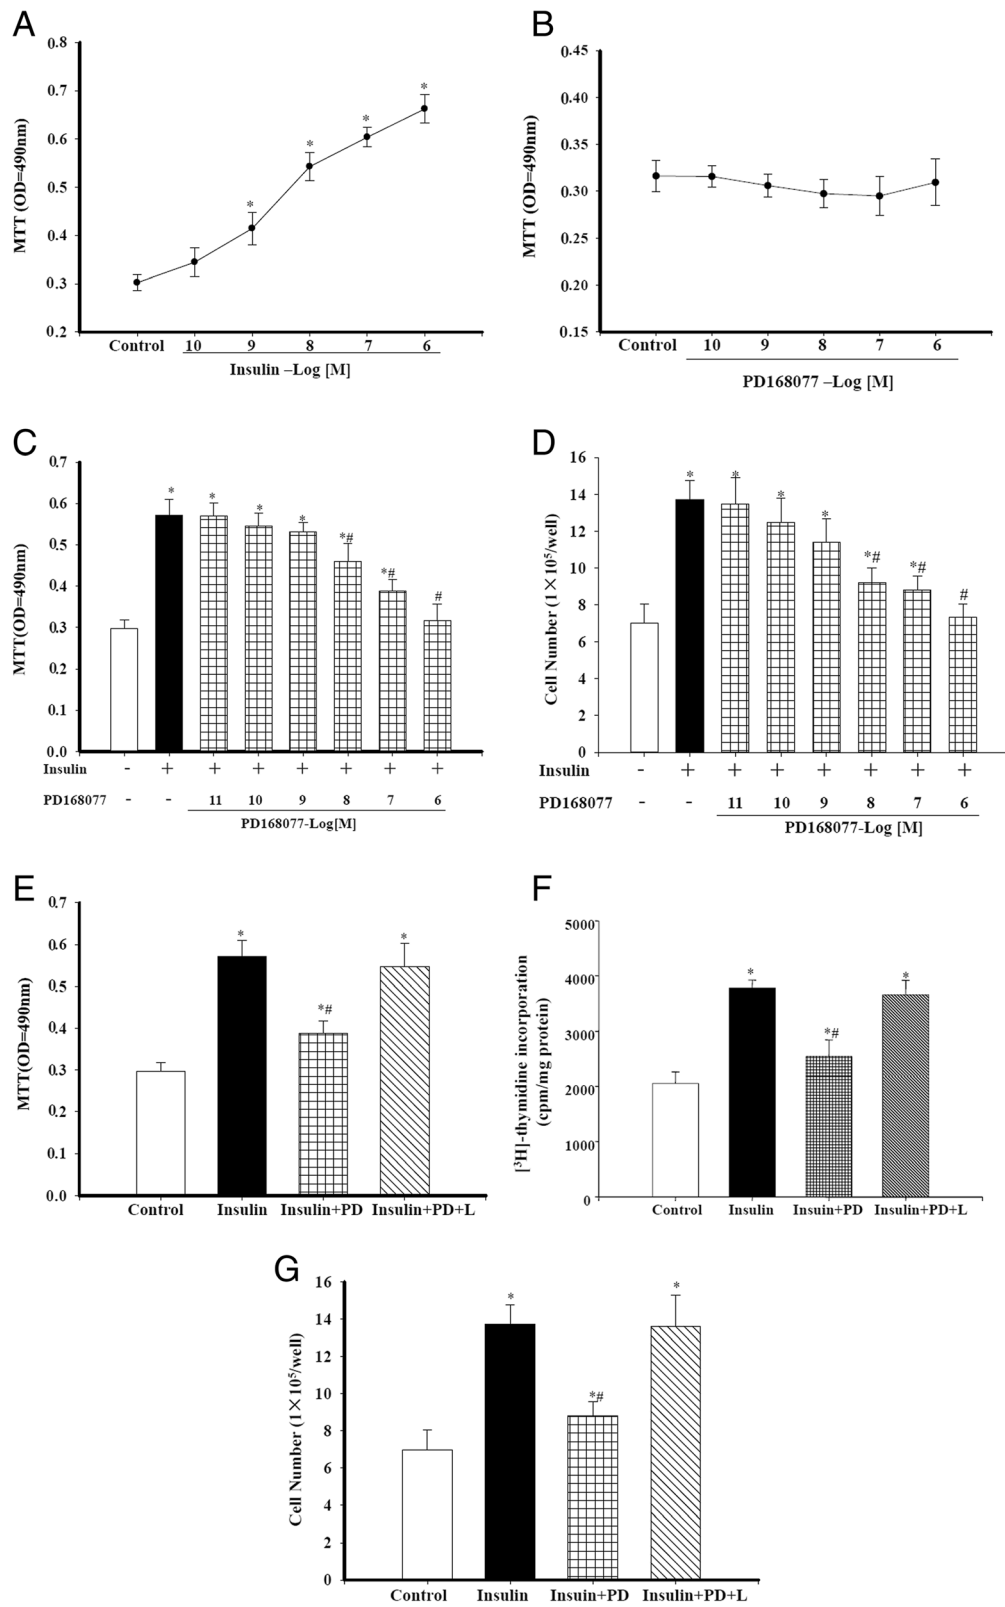 A
MTT (OD=490nm)
0.8
0.7
0.6
0.5
0.4
0.3
0.2
* * * *
Control 10 9 8 7 6
Insulin –Log [M]
B
MTT (OD=490nm)
0.45
0.40
0.35
0.30
0.25
0.20
0.15
Control 10 9 8 7 6
PD168077 –Log [M]
C
MTT(OD=490nm)
0.7
0.6
0.5
0.4
0.3
0.2
0.1
0.0
* * * * *# *# #
Insulin - + + + + + + +
PD168077 - - 11 10 9 8 7 6
PD168077-Log[M]
D
Cell Number (1×10⁵/well)
16
14
12
10
8
6
4
2
0
* * * * *# *# #
Insulin - + + + + + + +
PD168077 - - 11 10 9 8 7 6
PD168077-Log [M]
E
MTT(OD=490nm)
0.7
0.6
0.5
0.4
0.3
0.2
0.1
0.0
* *# *
Control Insulin Insulin+PD Insulin+PD+L
F
[³H]-thymidine incorporation
(cpm/mg protein)
5000
4000
3000
2000
1000
0
* *# *
Control Insulin Insuin+PD Insulin+PD+L
G
Cell Number (1×10⁵/well)
16
14
12
10
8
6
4
2
0
* *# *
Control Insulin Insuin+PD Insulin+PD+L